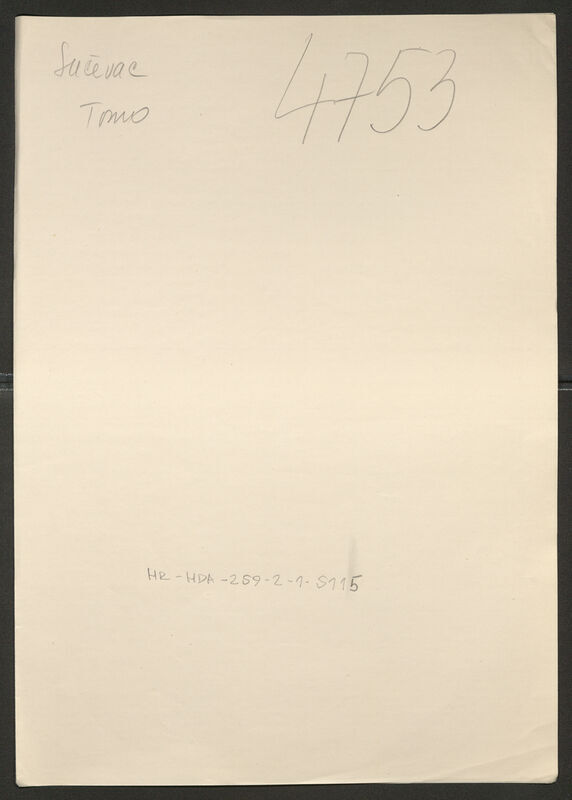 Sučevac 4753
Tomo
HR-HDA-259-2-1-S115